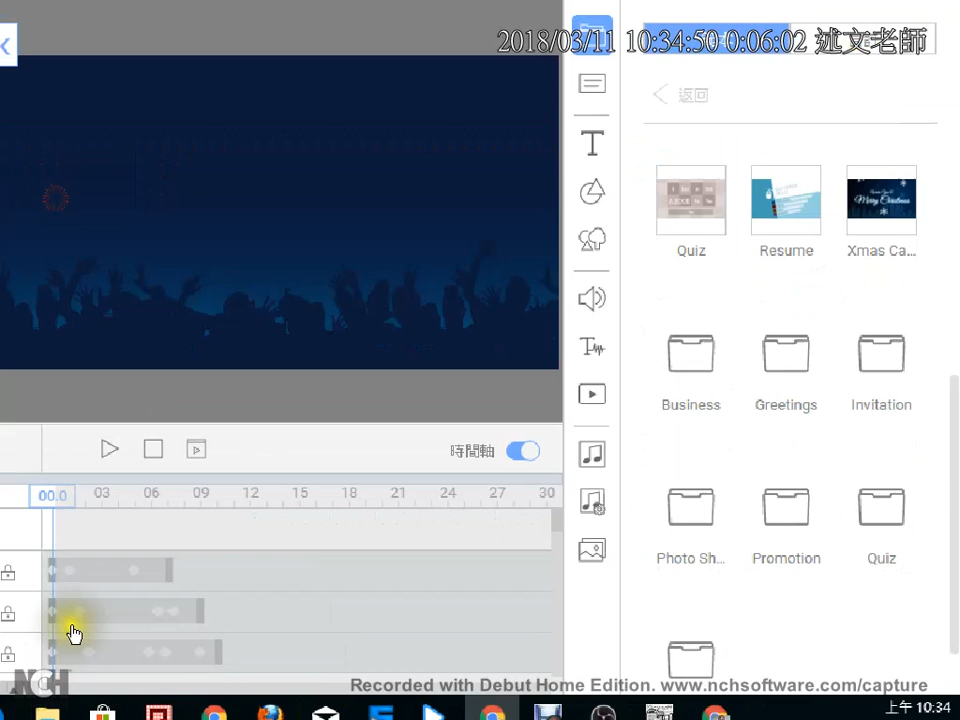 2018/03/11 10:34:50 0:06:02 述文老師
返回
Quiz
Resume
Xmas Ca...
Business
Greetings
Invitation
時間軸
00.0 03 06 09 12 15 18 21 24 27 30
Photo Sh...
Promotion
Quiz
NCH
Recorded with Debut Home Edition. www.nchsoftware.com/capture
上午 10:34